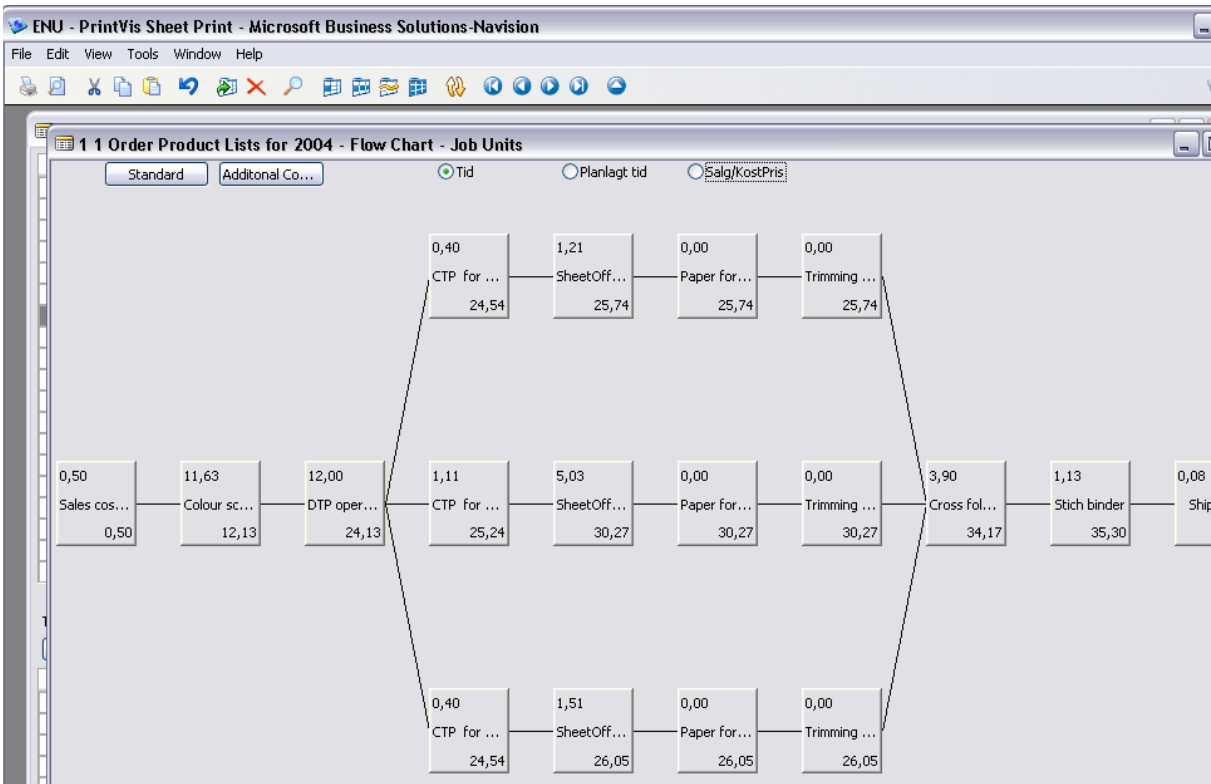 ENU - PrintVis Sheet Print - Microsoft Business Solutions-Navision
File Edit View Tools Window Help
1 1 Order Product Lists for 2004 - Flow Chart - Job Units
Standard Additonal Co... Tid Planlagt tid Salg/KostPris
0,40 1,21 0,00 0,00
CTP for ... SheetOff... Paper for... Trimming ...
24,54 25,74 25,74 25,74
0,50 11,63 12,00 1,11 5,03 0,00 0,00 3,90 1,13 0,08
Sales cos... Colour sc... DTP oper... CTP for ... SheetOff... Paper for... Trimming ... Cross fol... Stich binder Ship
0,50 12,13 24,13 25,24 30,27 30,27 30,27 34,17 35,30
0,40 1,51 0,00 0,00
CTP for ... SheetOff... Paper for... Trimming ...
24,54 26,05 26,05 26,05